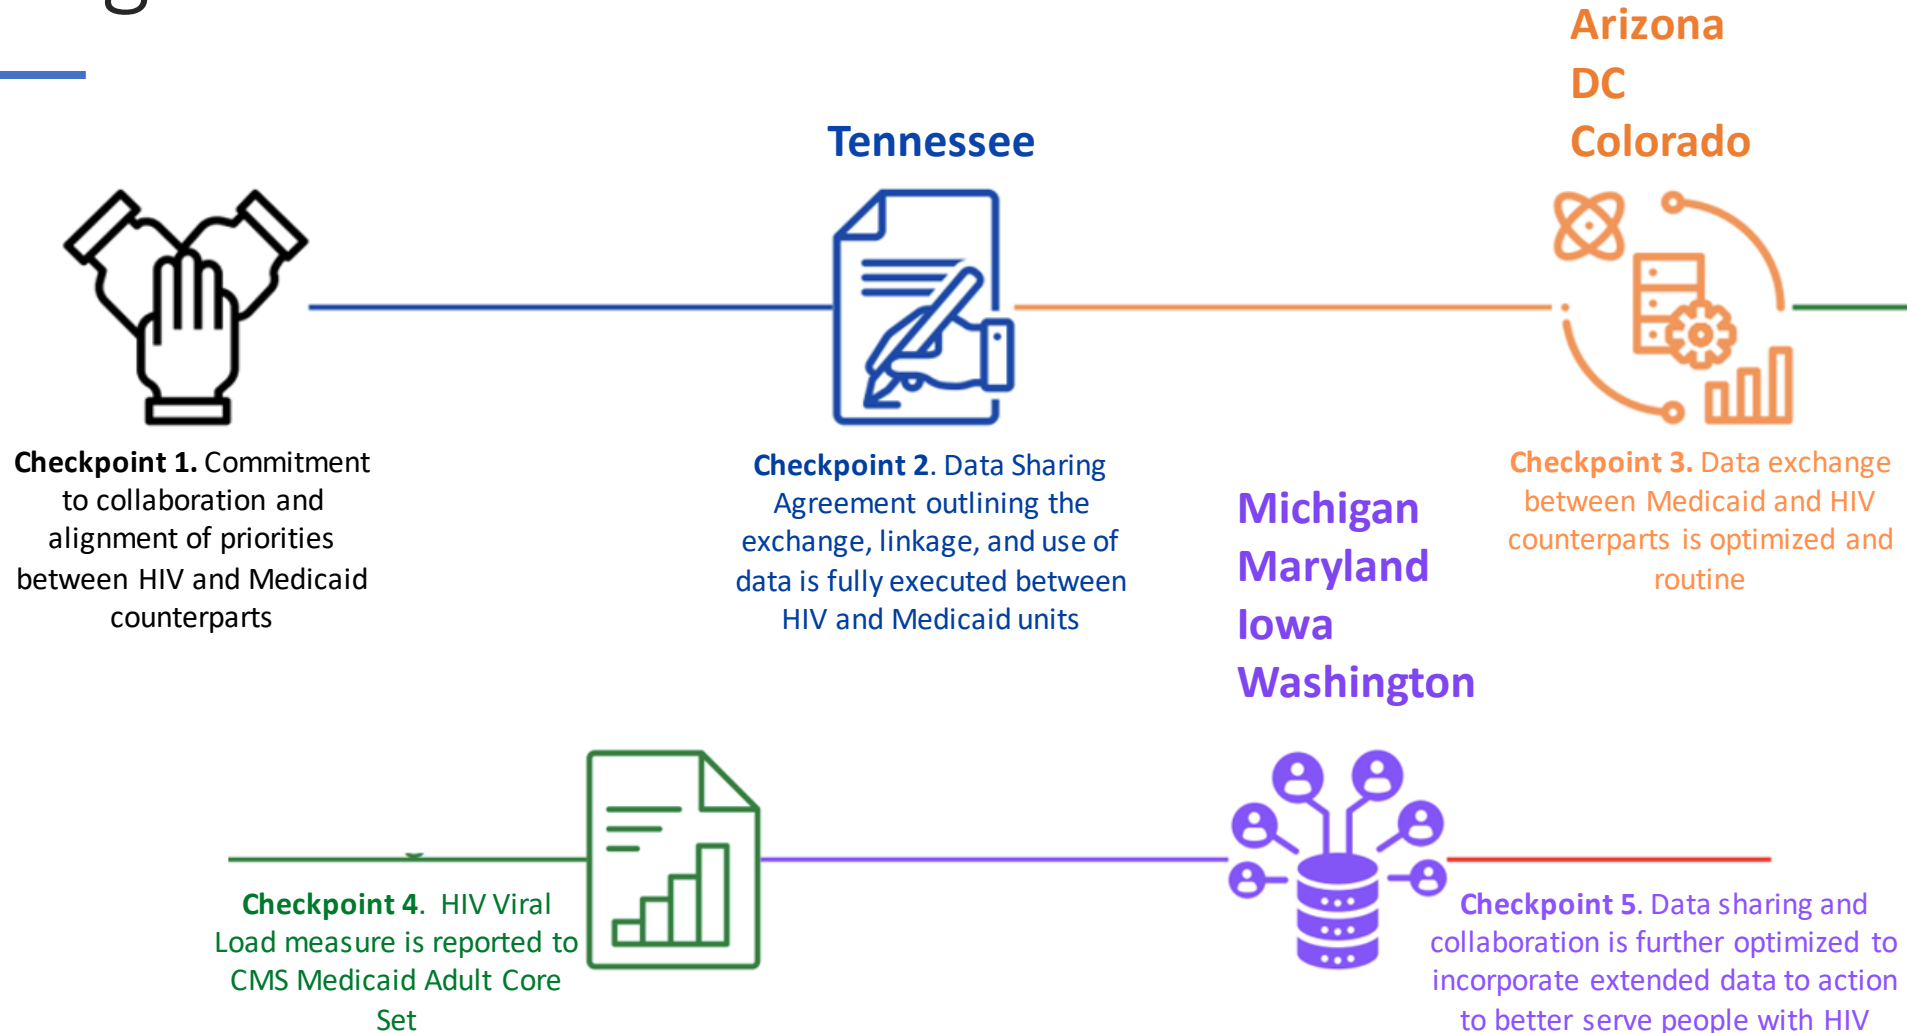 g
Arizona
DC
Colorado
Tennessee
Checkpoint 1. Commitment
to collaboration and
alignment of priorities
between HIV and Medicaid
counterparts
Checkpoint 2. Data Sharing
Agreement outlining the
exchange, linkage, and use of
data is fully executed between
HIV and Medicaid units
Checkpoint 3. Data exchange
between Medicaid and HIV
counterparts is optimized and
routine
Michigan
Maryland
Iowa
Washington
Checkpoint 4. HIV Viral
Load measure is reported to
CMS Medicaid Adult Core
Set
Checkpoint 5. Data sharing and
collaboration is further optimized to
incorporate extended data to action
to better serve people with HIV